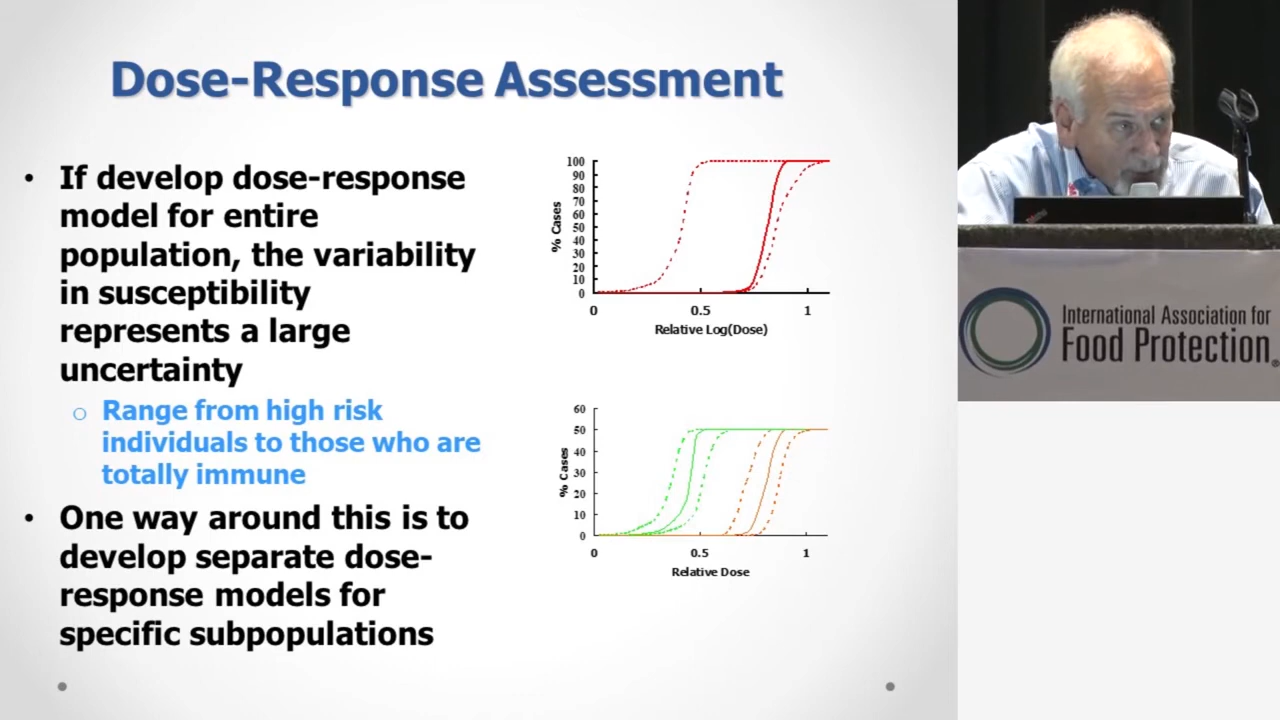 Dose-Response Assessment
• If develop dose-response
model for entire
population, the variability
in susceptibility
represents a large
uncertainty
○ Range from high risk
individuals to those who are
totally immune
• One way around this is to
develop separate dose-
response models for
specific subpopulations
% Cases
100
90
80
70
60
50
40
30
20
10
0
0 0.5 1
Relative Log(Dose)
% Cases
60
50
40
30
20
10
0
0 0.5 1
Relative Dose
International Association for
Food Protection®